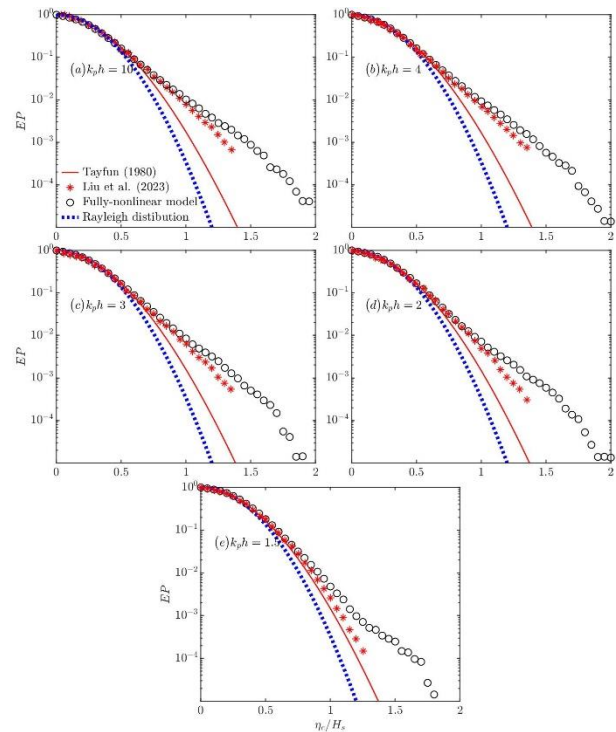 10^0
10^-1
10^-2
10^-3
10^-4
EP
(a)k_ph = 10
Tayfun (1980)
Liu et al. (2023)
Fully-nonlinear model
Rayleigh distibution
0 0.5 1 1.5 2
10^0
10^-1
10^-2
10^-3
10^-4
(b)k_ph = 4
0 0.5 1 1.5 2
10^0
10^-1
10^-2
10^-3
10^-4
EP
(c)k_ph = 3
0 0.5 1 1.5 2
10^0
10^-1
10^-2
10^-3
10^-4
(d)k_ph = 2
0 0.5 1 1.5 2
10^0
10^-1
10^-2
10^-3
10^-4
EP
(e)k_ph = 1.5
0 0.5 1 1.5 2
η_c/H_s